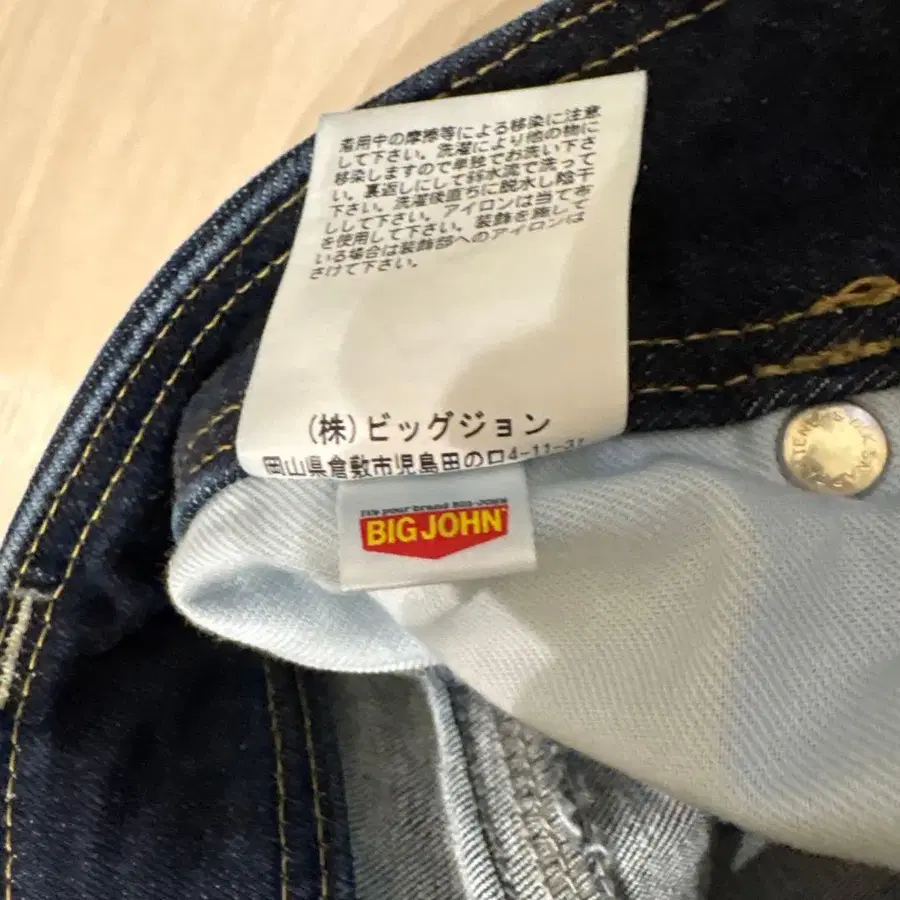 着用中の摩擦等による移染に注意
して下さい。洗濯により他の物に
移染しますので単独でお洗い下さ
い。裏返しにして弱水流で洗って
下さい。洗濯後直ちに脱水し陰干
しして下さい。アイロンは当て布
を使用して下さい。装飾を施して
いる場合は装飾部へのアイロンは
さけて下さい。
(株)ビッグジョン
岡山県倉敷市児島田の口4-11-37
BIG JOHN